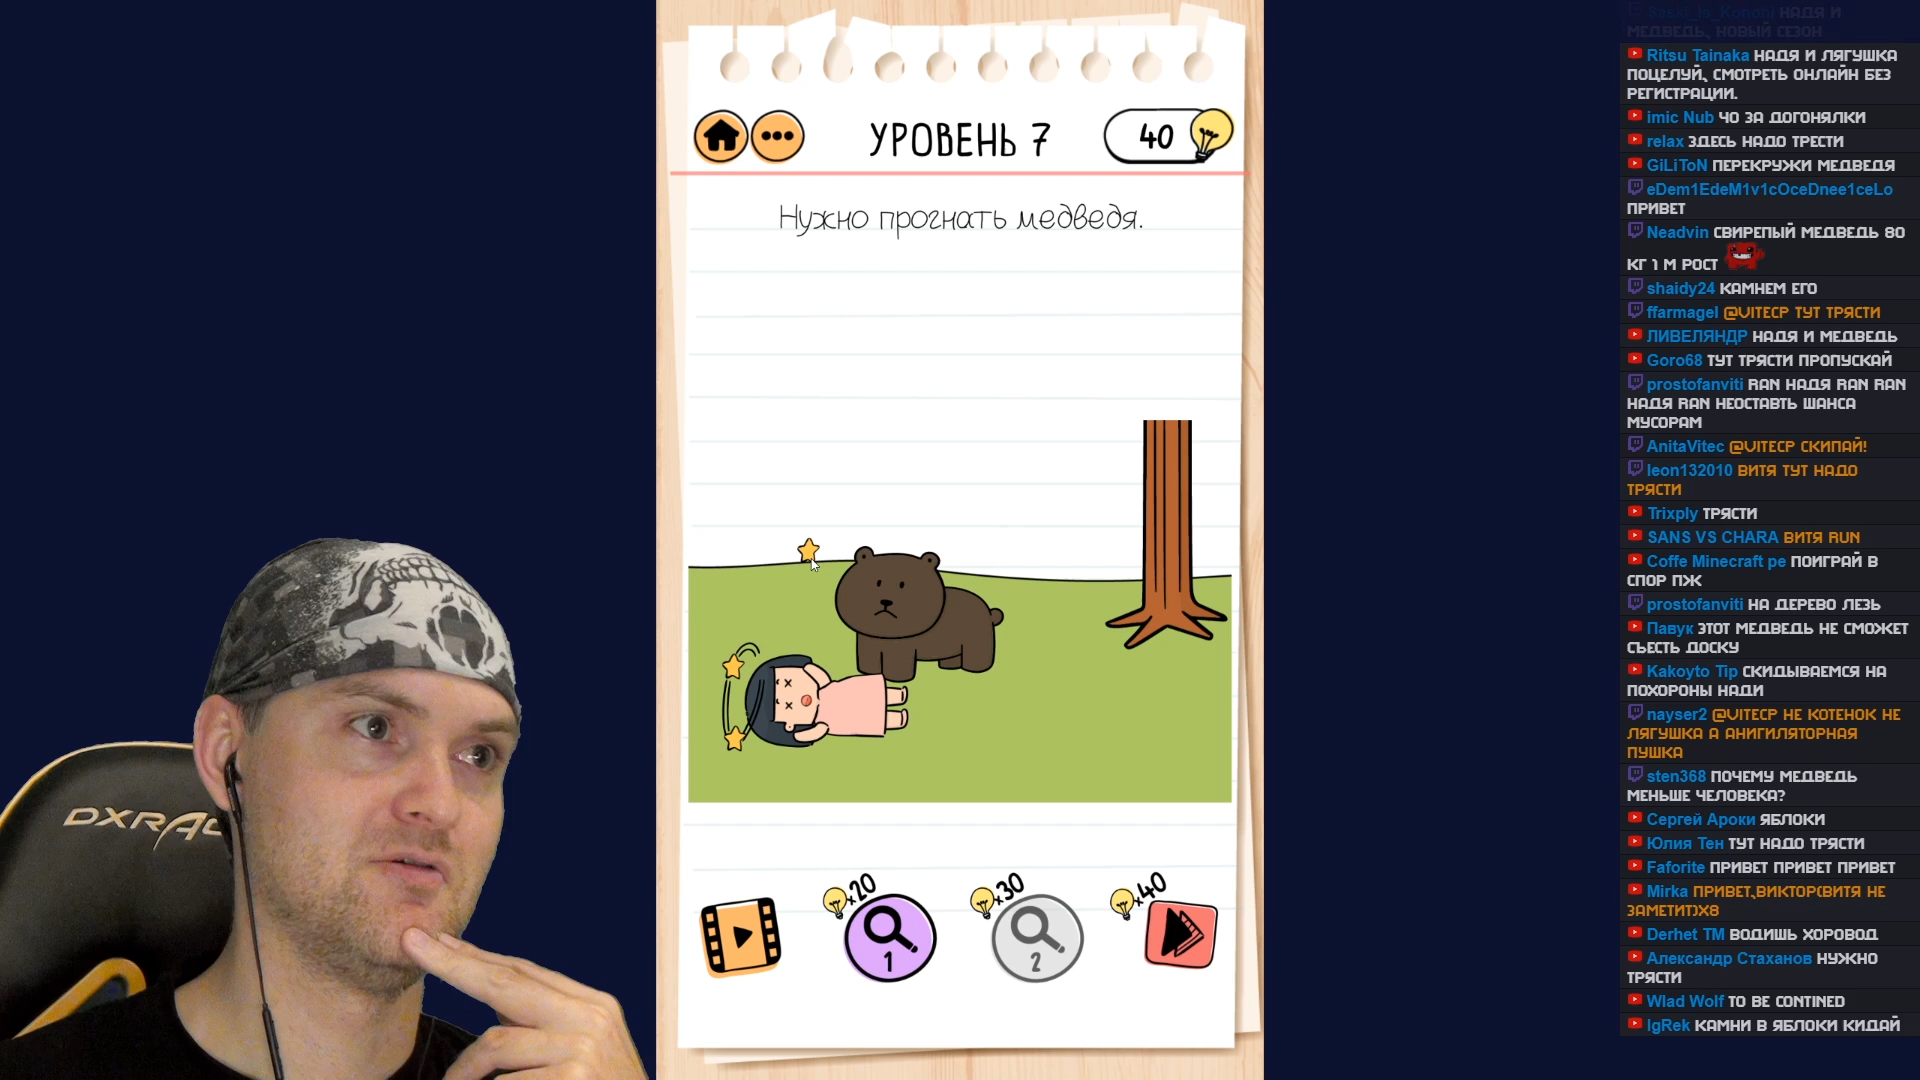 УРОВЕНЬ 7
40
Нужно прогнать медведя.
x20
x30
x40
1
2
DXRAC
НАДЯ И
МЕДВЕДЬ, НОВЫЙ СЕЗОН
Ritsu Tainaka НАДЯ И ЛЯГУШКА
ПОЦЕЛУЙ, СМОТРЕТЬ ОНЛАЙН БЕЗ
РЕГИСТРАЦИИ.
imic Nub ЧО ЗА ДОГОНЯЛКИ
relax ЗДЕСЬ НАДО ТРЕСТИ
GiLiToN ПЕРЕКРУЖИ МЕДВЕДЯ
eDem1EdeM1v1cOceDnee1ceLo
ПРИВЕТ
Neadvin СВИРЕПЫЙ МЕДВЕДЬ 80
КГ 1 М РОСТ
shaidy24 КАМНЕМ ЕГО
ffarmagel @VITECP ТУТ ТРЯСТИ
ЛИВЕЛЯНДР НАДЯ И МЕДВЕДЬ
Goro68 ТУТ ТРЯСТИ ПРОПУСКАЙ
prostofanviti RAN НАДЯ RAN RAN
НАДЯ RAN НЕОСТАВТЬ ШАНСА
МУСОРАМ
AnitaVitec @VITECP СКИПАЙ!
leon132010 ВИТЯ ТУТ НАДО
ТРЯСТИ
Trixply ТРЯСТИ
SANS VS CHARA ВИТЯ RUN
Coffe Minecraft pe ПОИГРАЙ В
СПОР ПЖ
prostofanviti НА ДЕРЕВО ЛЕЗЬ
Павук ЭТОТ МЕДВЕДЬ НЕ СМОЖЕТ
СЪЕСТЬ ДОСКУ
Kakoyto Tip СКИДЫВАЕМСЯ НА
ПОХОРОНЫ НАДИ
nayser2 @VITECP НЕ КОТЕНОК НЕ
ЛЯГУШКА А АНИГИЛЯТОРНАЯ
ПУШКА
sten368 ПОЧЕМУ МЕДВЕДЬ
МЕНЬШЕ ЧЕЛОВЕКА?
Сергей Ароки ЯБЛОКИ
Юлия Тен ТУТ НАДО ТРЯСТИ
Faforite ПРИВЕТ ПРИВЕТ ПРИВЕТ
Mirka ПРИВЕТ,ВИКТОР(ВИТЯ НЕ
ЗАМЕТИТ)X8
Derhet TM ВОДИШЬ ХОРОВОД
Александр Стаханов НУЖНО
ТРЯСТИ
Wlad Wolf TO BE CONTINED
IgRek КАМНИ В ЯБЛОКИ КИДАЙ